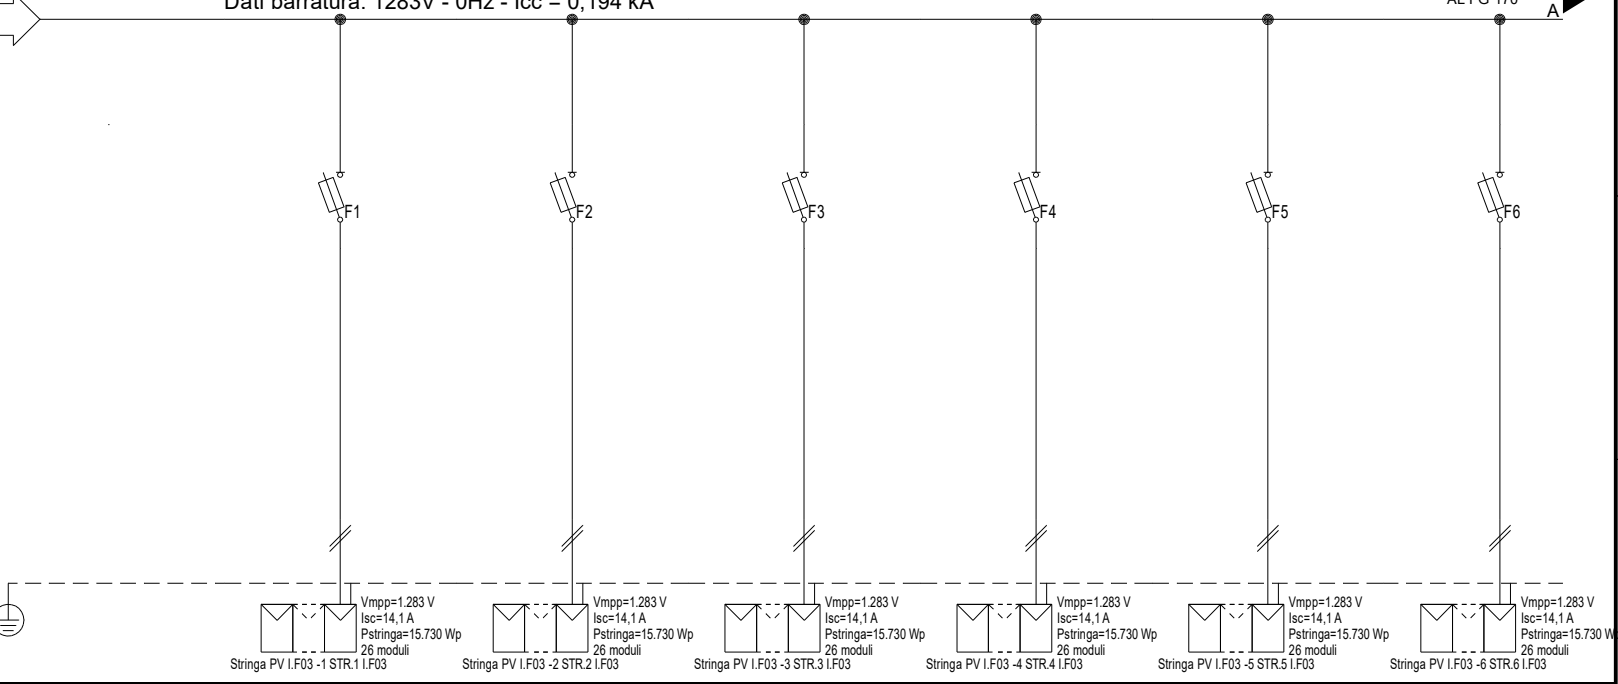 Dati barratura: 1283V - 0Hz - Icc = 0,194 kA
A
F1
F2
F3
F4
F5
F6
Vmpp=1.283 V
Isc=14,1 A
Pstringa=15.730 Wp
26 moduli
Stringa PV I.F03 -1 STR.1 I.F03
Vmpp=1.283 V
Isc=14,1 A
Pstringa=15.730 Wp
26 moduli
Stringa PV I.F03 -2 STR.2 I.F03
Vmpp=1.283 V
Isc=14,1 A
Pstringa=15.730 Wp
26 moduli
Stringa PV I.F03 -3 STR.3 I.F03
Vmpp=1.283 V
Isc=14,1 A
Pstringa=15.730 Wp
26 moduli
Stringa PV I.F03 -4 STR.4 I.F03
Vmpp=1.283 V
Isc=14,1 A
Pstringa=15.730 Wp
26 moduli
Stringa PV I.F03 -5 STR.5 I.F03
Vmpp=1.283 V
Isc=14,1 A
Pstringa=15.730 W
26 moduli
Stringa PV I.F03 -6 STR.6 I.F03